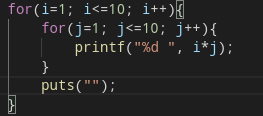 for(i=1; i<=10; i++){
    for(j=1; j<=10; j++){
        printf("%d ", i*j);
    }
    puts("");
}